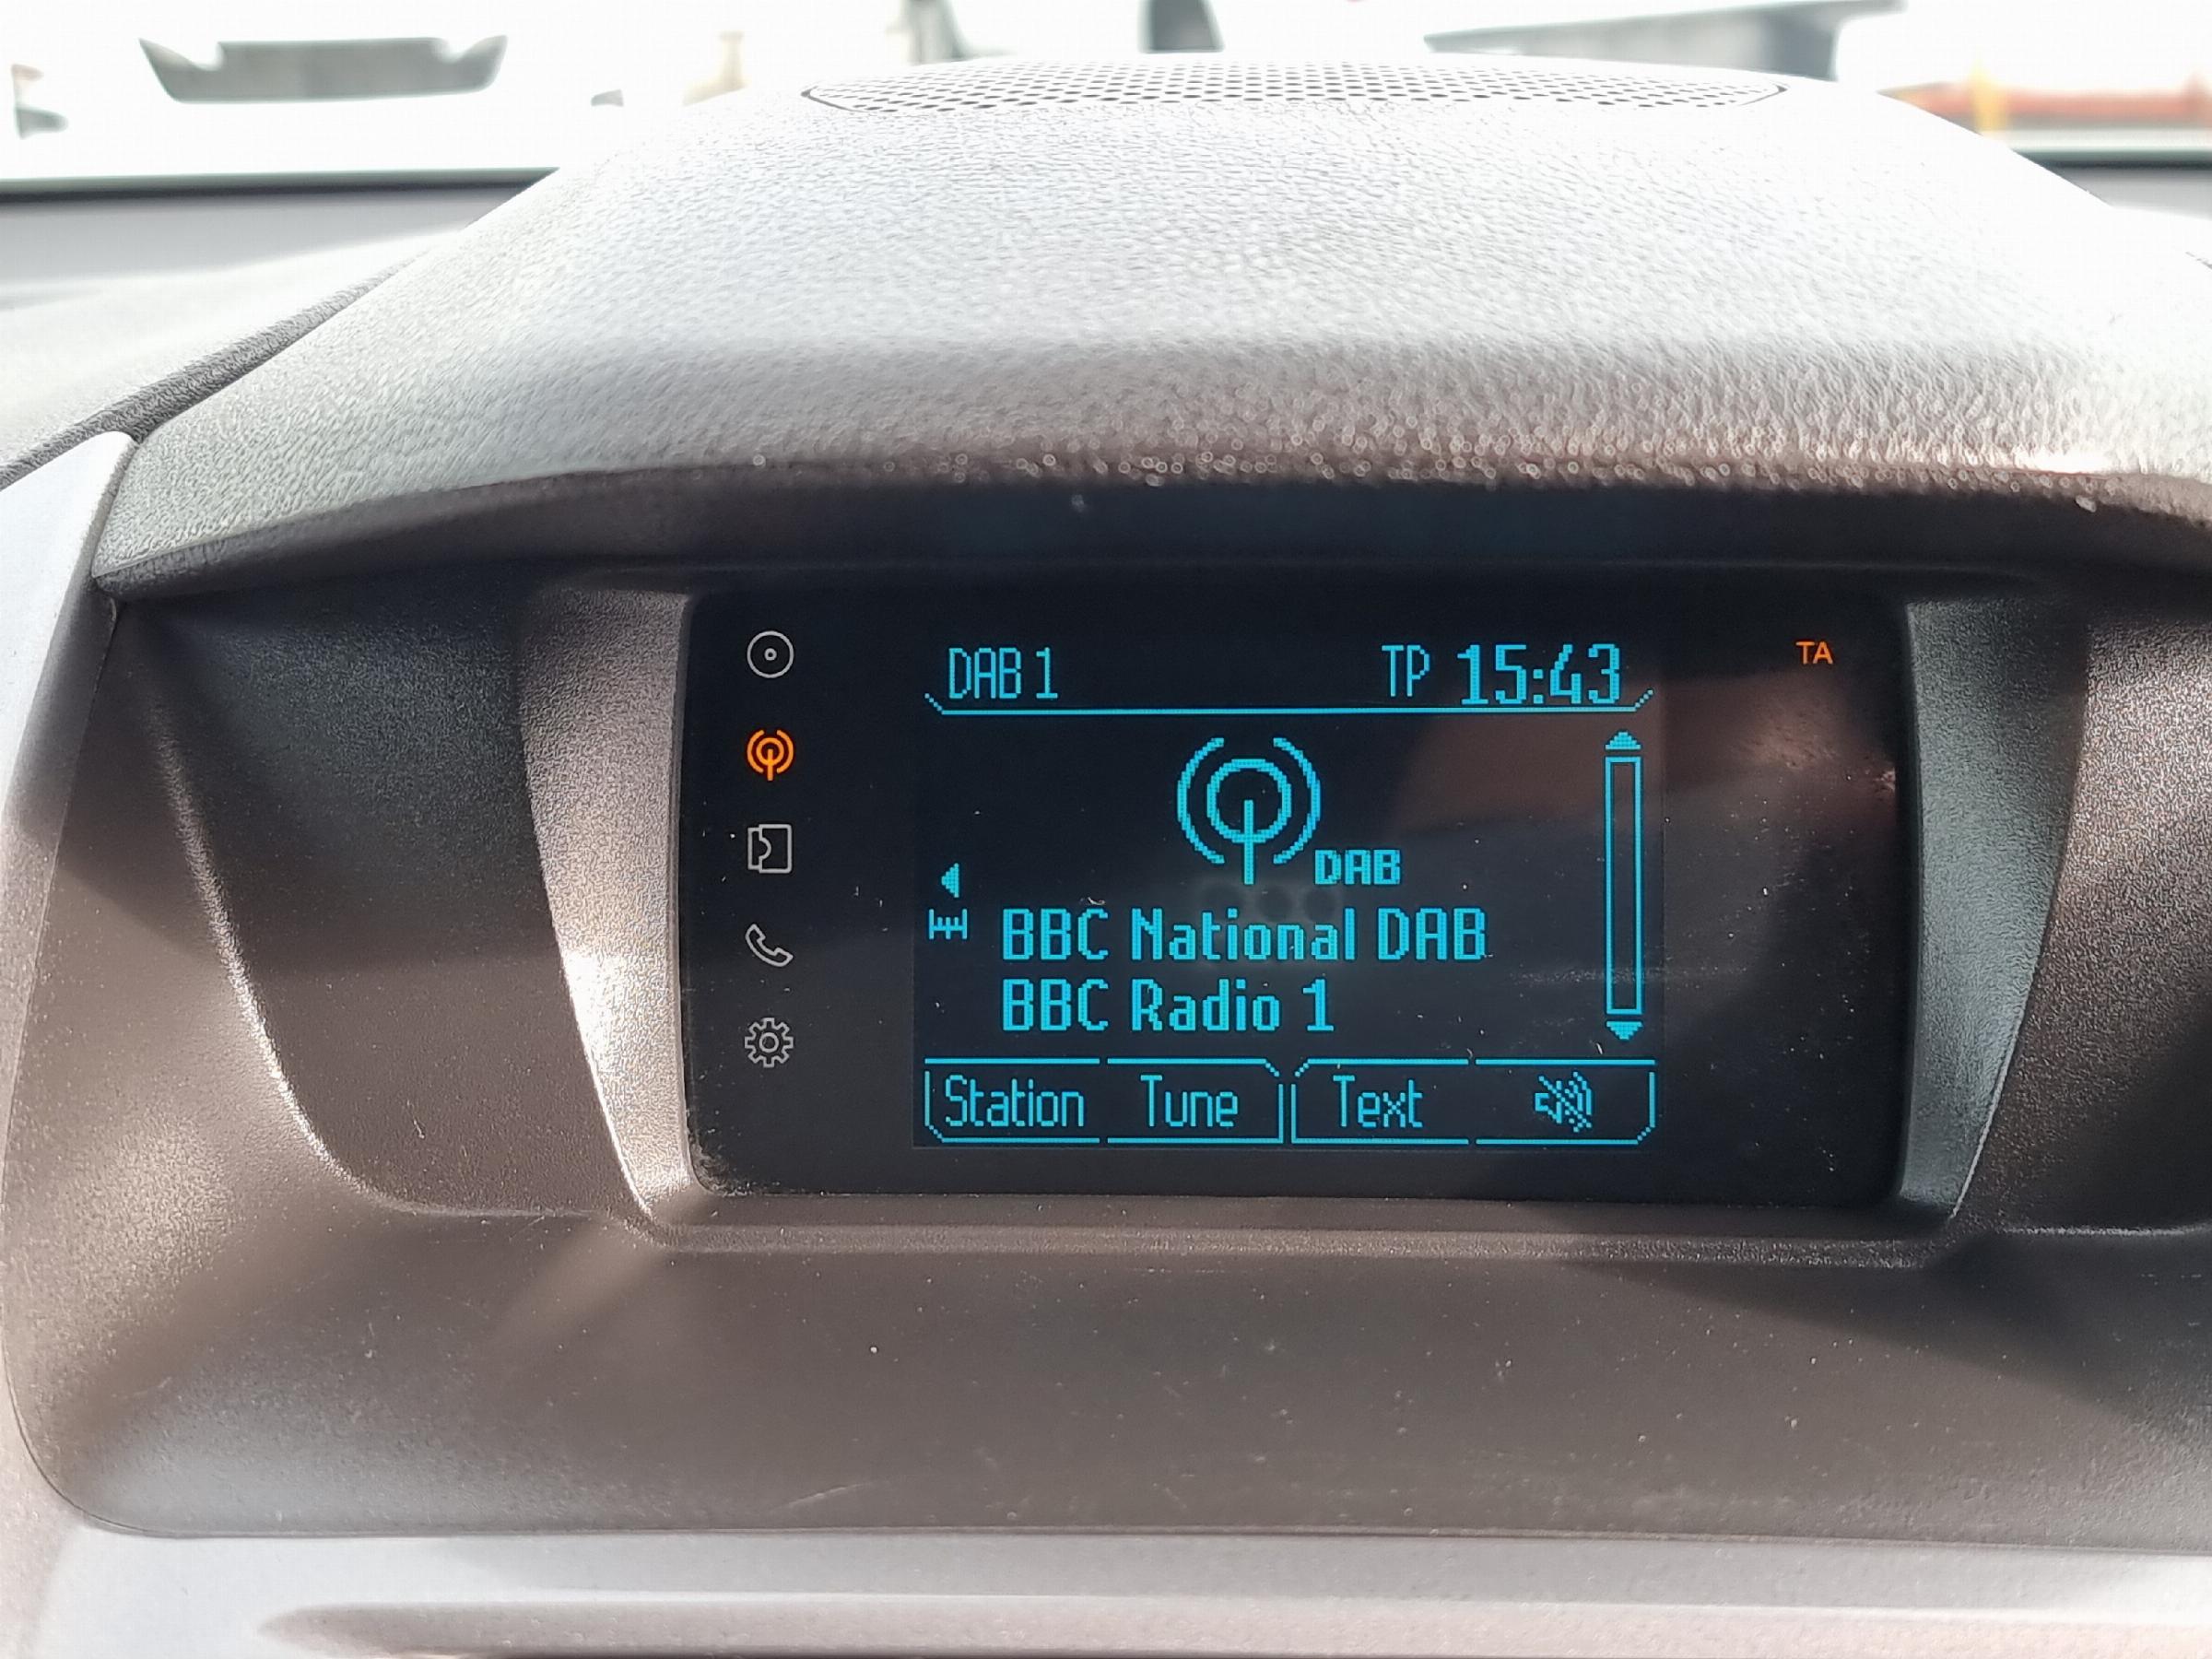 DAB 1 TP 15:43 TA
DAB
BBC National DAB
BBC Radio 1
Station Tune Text